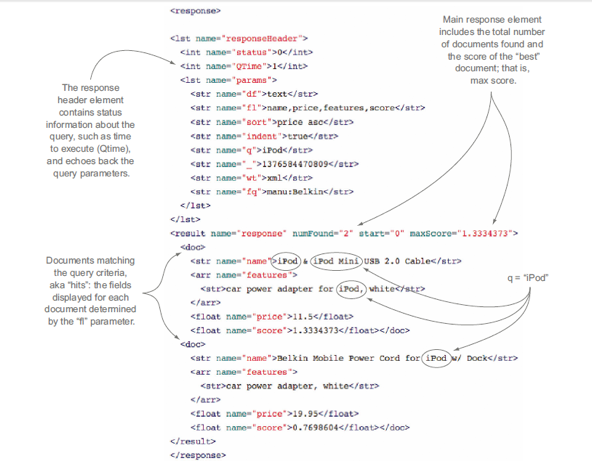 <response>
<lst name="responseHeader">
<int name="status">0</int>
<int name="QTime">1</int>
<lst name="params">
<str name="df">text</str>
<str name="fl">name,price,features,score</str>
<str name="sort">price asc</str>
<str name="indent">true</str>
<str name="q">iPod</str>
<str name="_">1376584470809</str>
<str name="wt">xml</str>
<str name="fq">manu:Belkin</str>
</lst>
</lst>
<result name="response" numFound="2" start="0" maxScore="1.3334373">
<doc>
<str name="name">iPod & iPod Mini USB 2.0 Cable</str>
<arr name="features">
<str>car power adapter for iPod, white</str>
</arr>
<float name="price">11.5</float>
<float name="score">1.3334373</float></doc>
<doc>
<str name="name">Belkin Mobile Power Cord for iPod w/ Dock</str>
<arr name="features">
<str>car power adapter, white</str>
</arr>
<float name="price">19.95</float>
<float name="score">0.7698604</float></doc>
</result>
</response>
The response
header element
contains status
information about the
query, such as time
to execute (Qtime),
and echoes back the
query parameters.
Documents matching
the query criteria,
aka “hits”: the fields
displayed for each
document determined
by the “fl” parameter.
Main response element
includes the total number
of documents found and
the score of the “best”
document; that is,
max score.
q = “iPod”